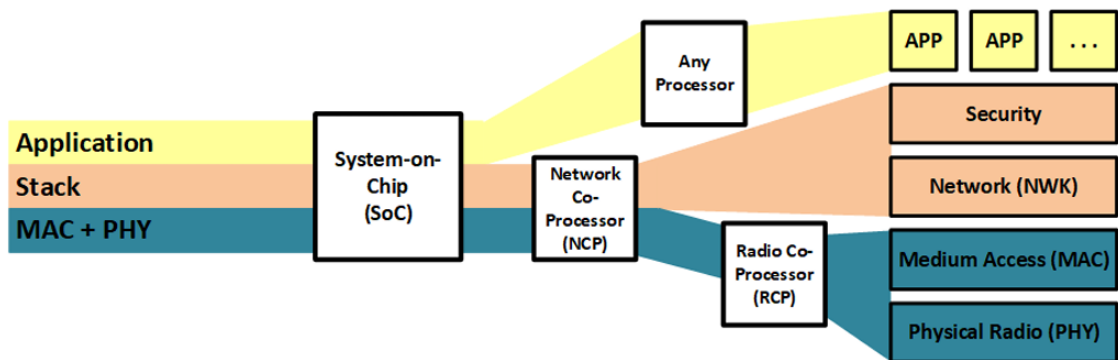 Application
Stack
MAC + PHY
System-on-
Chip
(SoC)
Network
Co-
Processor
(NCP)
Any
Processor
Radio Co-
Processor
(RCP)
APP
APP
...
Security
Network (NWK)
Medium Access (MAC)
Physical Radio (PHY)